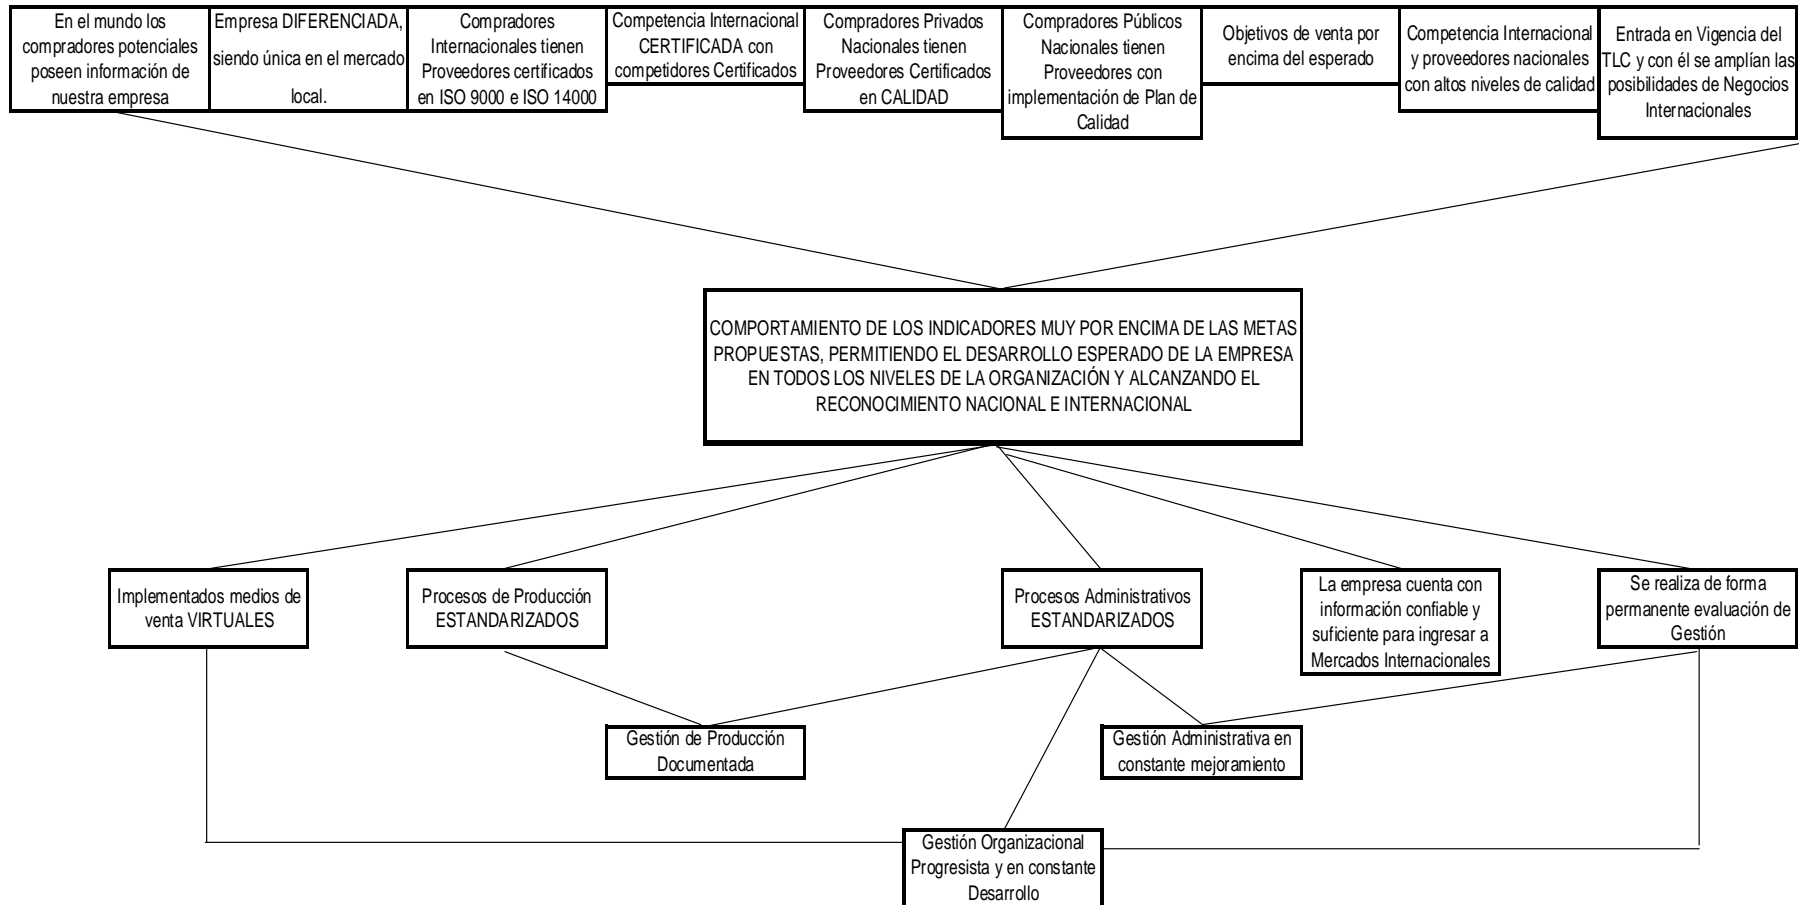 En el mundo los
compradores potenciales
poseen información de
nuestra empresa
Empresa DIFERENCIADA,
siendo única en el mercado
local.
Compradores
Internacionales tienen
Proveedores certificados
en ISO 9000 e ISO 14000
Competencia Internacional
CERTIFICADA con
competidores Certificados
Compradores Privados
Nacionales tienen
Proveedores Certificados
en CALIDAD
Compradores Públicos
Nacionales tienen
Proveedores con
implementación de Plan de
Calidad
Objetivos de venta por
encima del esperado
Competencia Internacional
y proveedores nacionales
con altos niveles de calidad
Entrada en Vigencia del
TLC y con él se amplían las
posibilidades de Negocios
Internacionales
COMPORTAMIENTO DE LOS INDICADORES MUY POR ENCIMA DE LAS METAS
PROPUESTAS, PERMITIENDO EL DESARROLLO ESPERADO DE LA EMPRESA
EN TODOS LOS NIVELES DE LA ORGANIZACIÓN Y ALCANZANDO EL
RECONOCIMIENTO NACIONAL E INTERNACIONAL
Implementados medios de
venta VIRTUALES
Procesos de Producción
ESTANDARIZADOS
Procesos Administrativos
ESTANDARIZADOS
La empresa cuenta con
información confiable y
suficiente para ingresar a
Mercados Internacionales
Se realiza de forma
permanente evaluación de
Gestión
Gestión de Producción
Documentada
Gestión Administrativa en
constante mejoramiento
Gestión Organizacional
Progresista y en constante
Desarrollo